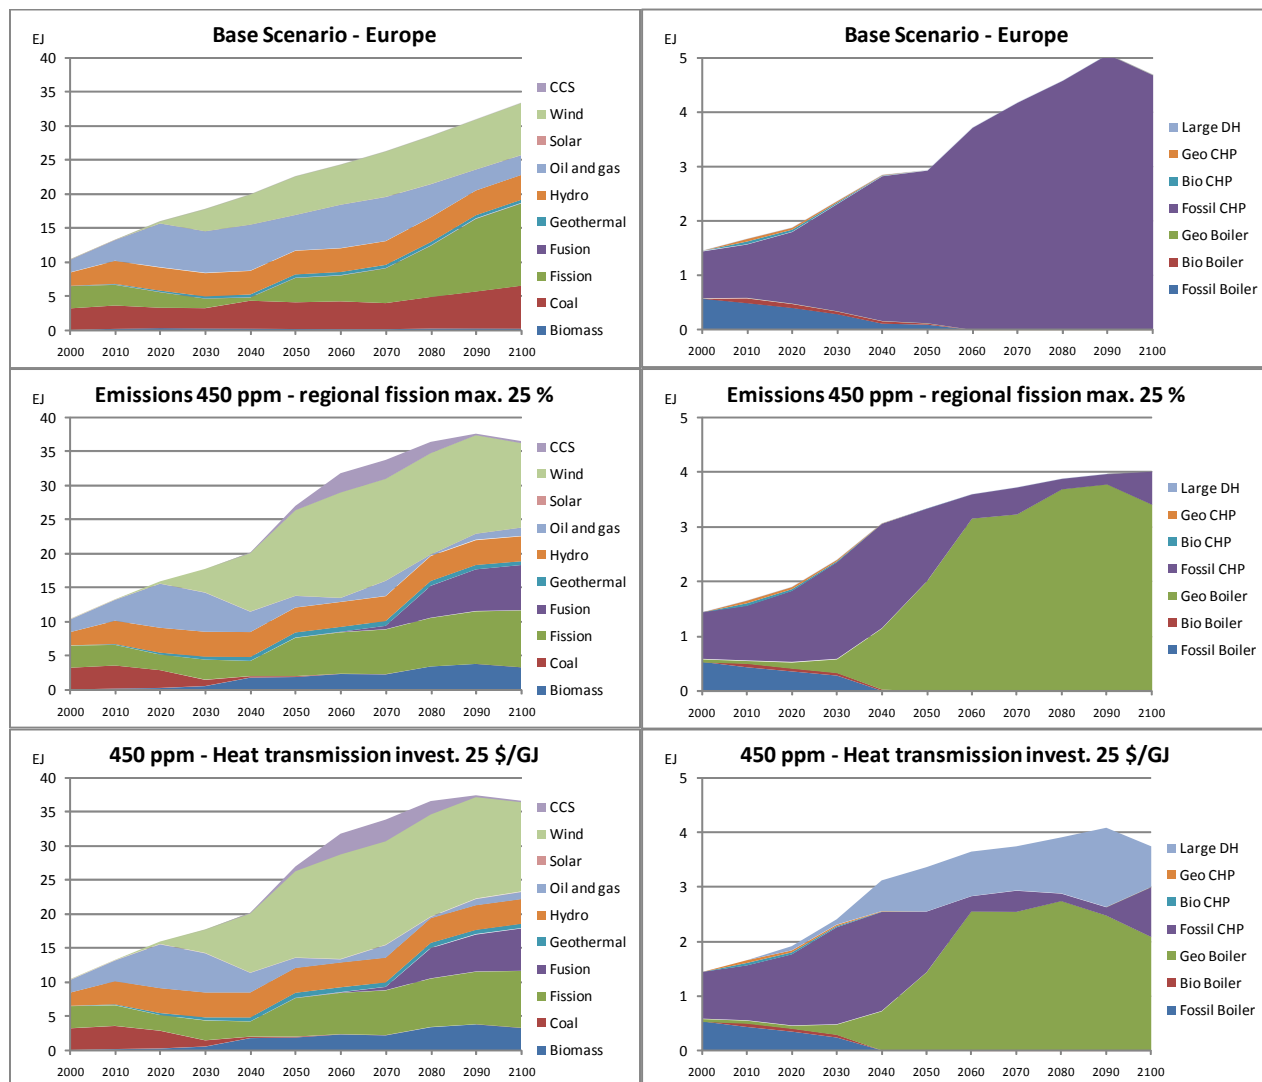 Base Scenario - Europe
EJ
40
35
30
25
20
15
10
5
0
2000 2010 2020 2030 2040 2050 2060 2070 2080 2090 2100
CCS
Wind
Solar
Oil and gas
Hydro
Geothermal
Fusion
Fission
Coal
Biomass
Base Scenario - Europe
EJ
5
4
3
2
1
0
2000 2010 2020 2030 2040 2050 2060 2070 2080 2090 2100
Large DH
Geo CHP
Bio CHP
Fossil CHP
Geo Boiler
Bio Boiler
Fossil Boiler
Emissions 450 ppm - regional fission max. 25 %
EJ
40
35
30
25
20
15
10
5
0
2000 2010 2020 2030 2040 2050 2060 2070 2080 2090 2100
CCS
Wind
Solar
Oil and gas
Hydro
Geothermal
Fusion
Fission
Coal
Biomass
Emissions 450 ppm - regional fission max. 25 %
EJ
5
4
3
2
1
0
2000 2010 2020 2030 2040 2050 2060 2070 2080 2090 2100
Large DH
Geo CHP
Bio CHP
Fossil CHP
Geo Boiler
Bio Boiler
Fossil Boiler
450 ppm - Heat transmission invest. 25 $/GJ
EJ
40
35
30
25
20
15
10
5
0
2000 2010 2020 2030 2040 2050 2060 2070 2080 2090 2100
CCS
Wind
Solar
Oil and gas
Hydro
Geothermal
Fusion
Fission
Coal
Biomass
450 ppm - Heat transmission invest. 25 $/GJ
EJ
5
4
3
2
1
0
2000 2010 2020 2030 2040 2050 2060 2070 2080 2090 2100
Large DH
Geo CHP
Bio CHP
Fossil CHP
Geo Boiler
Bio Boiler
Fossil Boiler